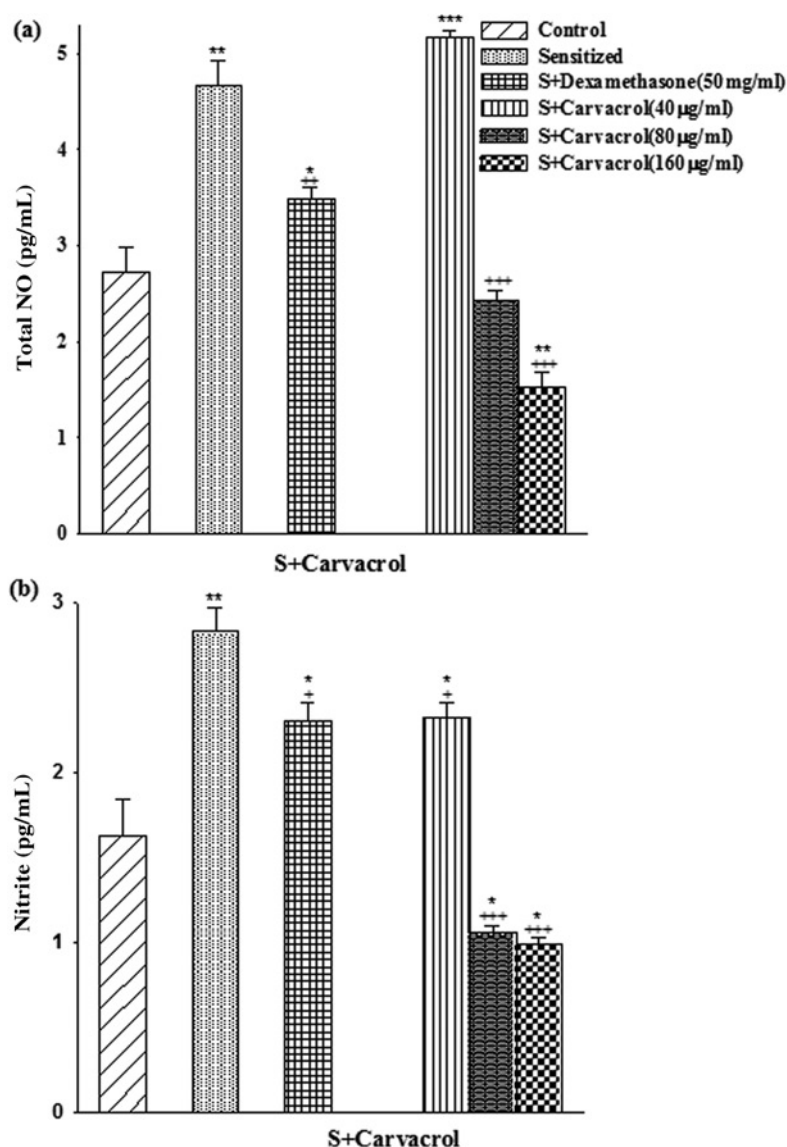 (a)
***
Control
Sensitized
S+Dexamethasone(50 mg/ml)
S+Carvacrol(40 µg/ml)
S+Carvacrol(80 µg/ml)
S+Carvacrol(160 µg/ml)
5
**
4
*
++
3
+++
2
**
+++
1
0
Total NO (pg/mL)
S+Carvacrol
(b)
3
**
*
+
*
+
2
*
+++
*
+++
1
0
Nitrite (pg/mL)
S+Carvacrol